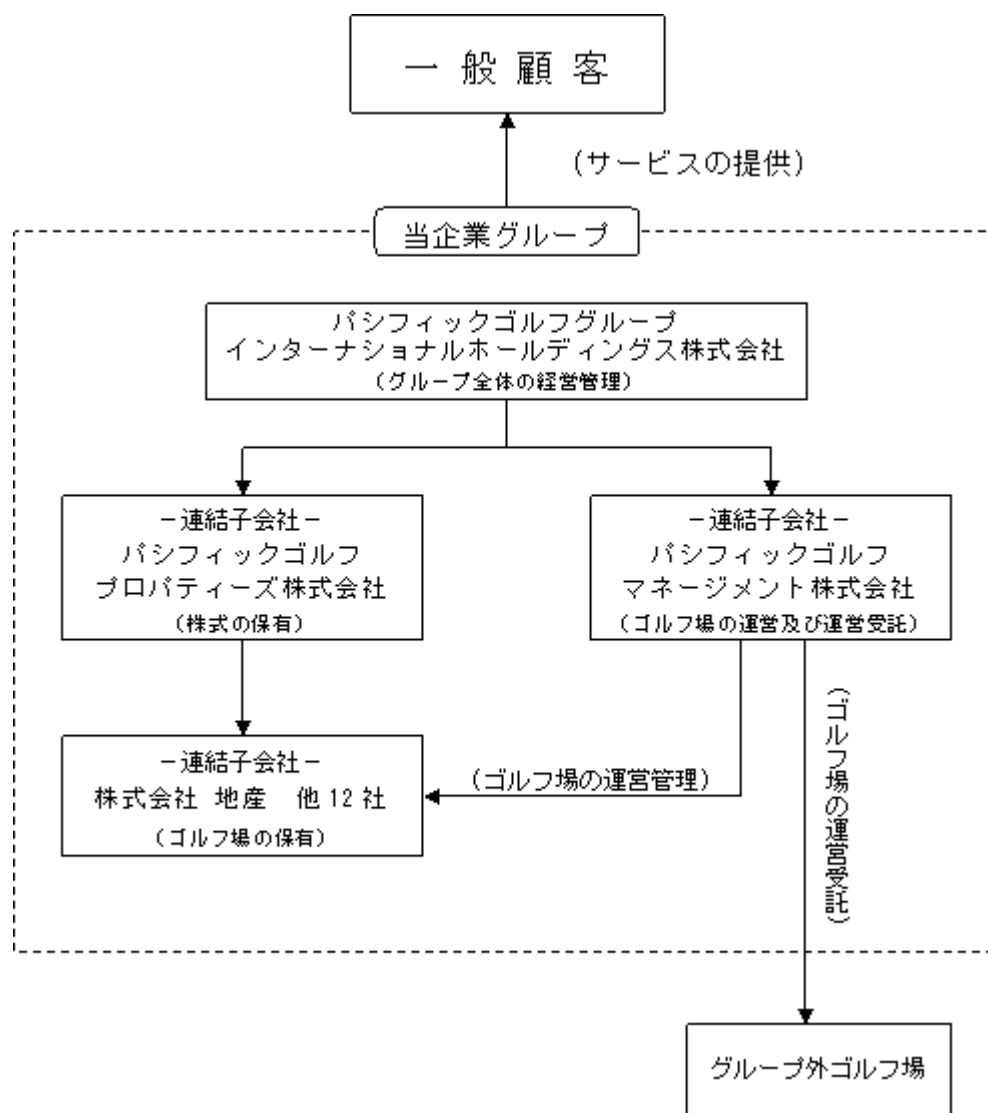 一般顧客
(サービスの提供)
当企業グループ
パシフィックゴルフグループ
インターナショナルホールディングス株式会社
(グループ全体の経営管理)
－連結子会社－
パシフィックゴルフ
プロパティーズ株式会社
(株式の保有)
－連結子会社－
パシフィックゴルフ
マネージメント株式会社
(ゴルフ場の運営及び運営受託)
－連結子会社－
株式会社 地産 他12社
(ゴルフ場の保有)
(ゴルフ場の運営管理)
(ゴルフ場の運営受託)
グループ外ゴルフ場